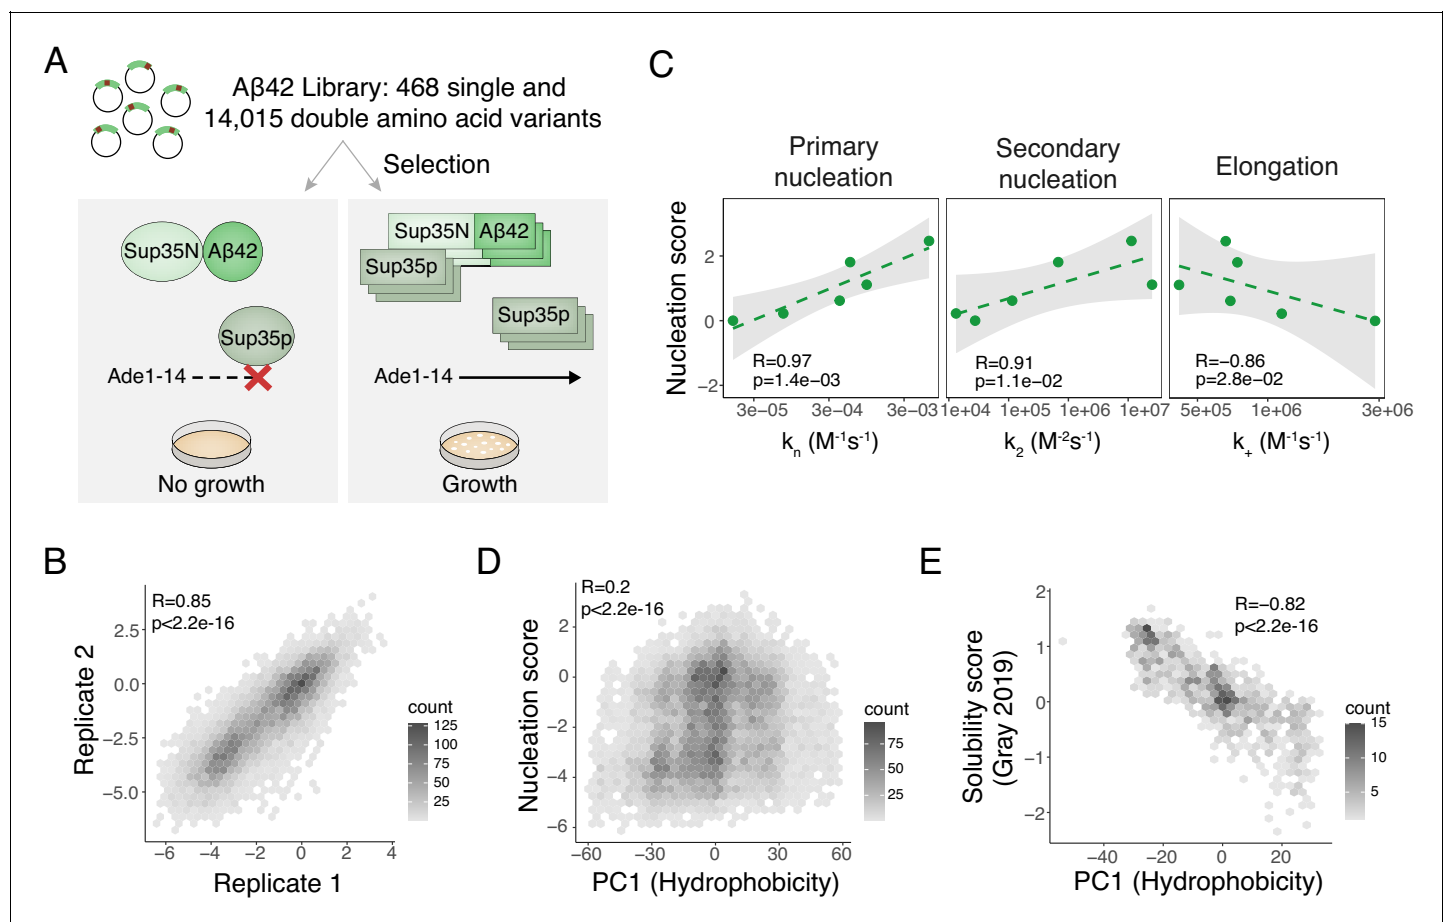 A
Aβ42 Library: 468 single and
14,015 double amino acid variants
Selection
Sup35N Aβ42
Sup35p
Ade1-14
No growth
Sup35N Aβ42
Sup35p
Sup35p
Ade1-14
Growth
C
Primary
nucleation
Secondary
nucleation
Elongation
Nucleation score
2
0
−2
R=0.97
p=1.4e−03
R=0.91
p=1.1e−02
R=−0.86
p=2.8e−02
3e−05 3e−04 3e−03
1e+04 1e+05 1e+06 1e+07
5e+05 1e+06 3e+06
kn (M-1s-1)
k2 (M-2s-1)
k+ (M-1s-1)
B
R=0.85
p<2.2e-16
Replicate 2
2.5
0.0
−2.5
−5.0
−6 −4 −2 0 2 4
Replicate 1
count
125
100
75
50
25
D
R=0.2
p<2.2e−16
Nucleation score
2
0
−2
−4
−6
−60 −30 0 30 60
PC1 (Hydrophobicity)
count
75
50
25
E
R=−0.82
p<2.2e−16
Solubility score
(Gray 2019)
2
1
0
−1
−2
−40 −20 0 20
PC1 (Hydrophobicity)
count
15
10
5